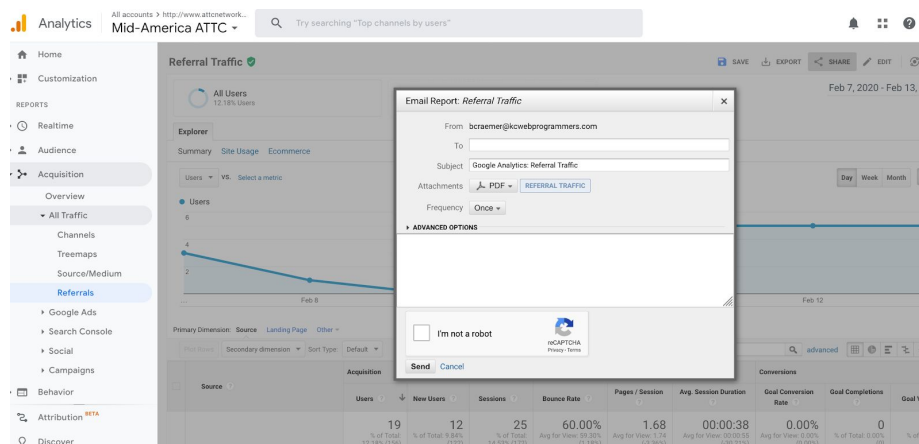 Analytics
All accounts > http://www.attcnetwork...
Mid-America ATTC
Try searching "Top channels by users"
Home
Customization
REPORTS
Realtime
Audience
Acquisition
Overview
All Traffic
Channels
Treemaps
Source/Medium
Referrals
Google Ads
Search Console
Social
Campaigns
Behavior
Attribution BETA
Discover
Referral Traffic
SAVE EXPORT SHARE EDIT
All Users
12.18% Users
Feb 7, 2020 - Feb 13,
Explorer
Summary Site Usage Ecommerce
Users VS. Select a metric
Day Week Month
Users
6
4
2
...
Feb 8
Feb 12
Email Report: Referral Traffic
From bcraemer@kcwebprogrammers.com
To
Subject Google Analytics: Referral Traffic
Attachments PDF REFERRAL TRAFFIC
Frequency Once
ADVANCED OPTIONS
I'm not a robot
reCAPTCHA
Privacy - Terms
Send Cancel
Primary Dimension: Source Landing Page Other
Plot Rows Secondary dimension Sort Type: Default
advanced
Source
Acquisition
Conversions
Users New Users Sessions Bounce Rate Pages / Session Avg. Session Duration Goal Conversion Rate Goal Completions
19 12 25 60.00% 1.68 00:00:38 0.00% 0